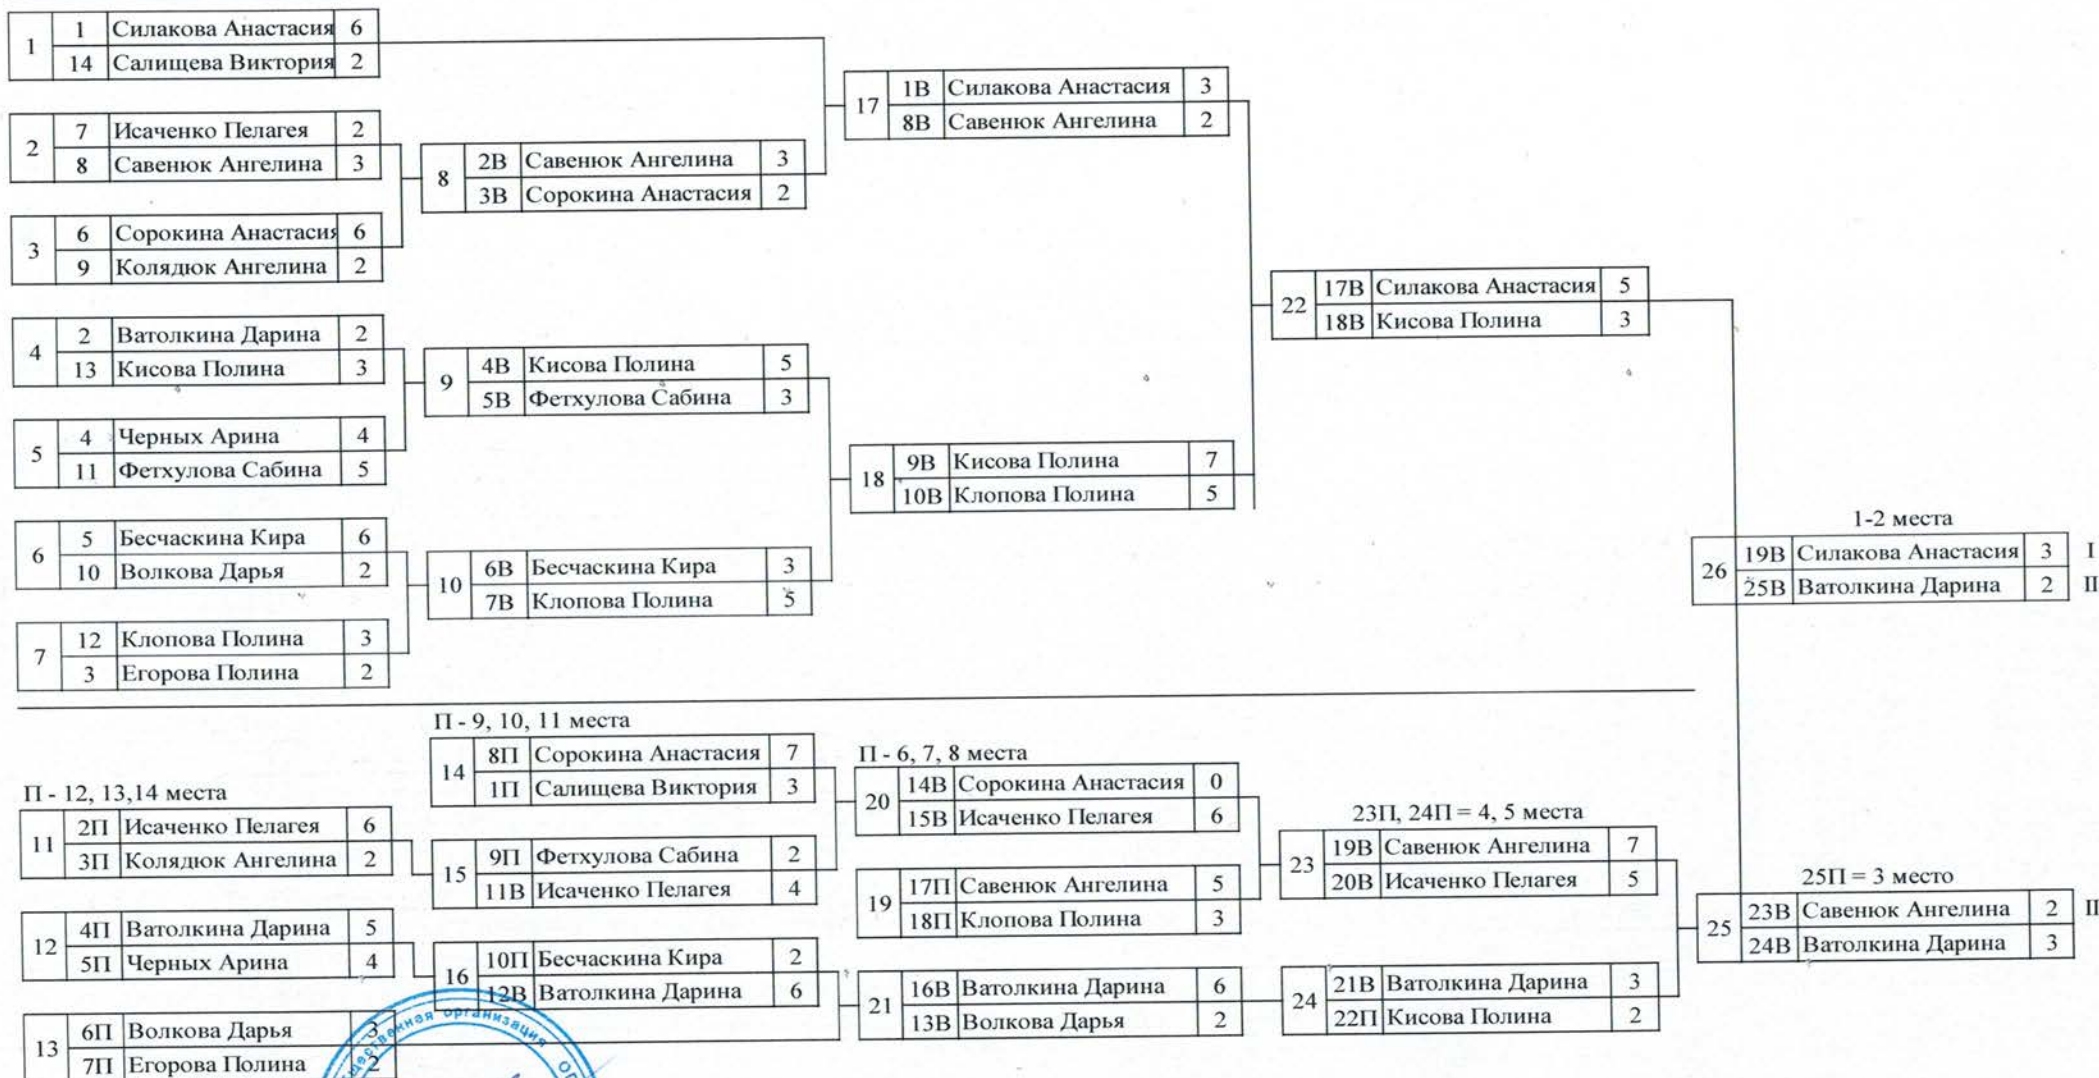 1 1 Силакова Анастасия 6
14 Салищева Виктория 2
2 7 Исаченко Пелагея 2
8 Савенюк Ангелина 3
3 6 Сорокина Анастасия 6
9 Колядюк Ангелина 2
4 2 Ватолкина Дарина 2
13 Кисова Полина 3
5 4 Черных Арина 4
11 Фетхулова Сабина 5
6 5 Бесчаскина Кира 6
10 Волкова Дарья 2
7 12 Клопова Полина 3
3 Егорова Полина 2
8 2В Савенюк Ангелина 3
3В Сорокина Анастасия 2
9 4В Кисова Полина 5
5В Фетхулова Сабина 3
10 6В Бесчаскина Кира 3
7В Клопова Полина 5
17 1В Силакова Анастасия 3
8В Савенюк Ангелина 2
18 9В Кисова Полина 7
10В Клопова Полина 5
22 17В Силакова Анастасия 5
18В Кисова Полина 3
1-2 места
26 19В Силакова Анастасия 3 I
25В Ватолкина Дарина 2 II
П - 12, 13,14 места
11 2П Исаченко Пелагея 6
3П Колядюк Ангелина 2
12 4П Ватолкина Дарина 5
5П Черных Арина 4
13 6П Волкова Дарья 3
7П Егорова Полина 2
П - 9, 10, 11 места
14 8П Сорокина Анастасия 7
1П Салищева Виктория 3
15 9П Фетхулова Сабина 2
11В Исаченко Пелагея 4
16 10П Бесчаскина Кира 2
12В Ватолкина Дарина 6
П - 6, 7, 8 места
20 14В Сорокина Анастасия 0
15В Исаченко Пелагея 6
19 17П Савенюк Ангелина 5
18П Клопова Полина 3
21 16В Ватолкина Дарина 6
13В Волкова Дарья 2
23П, 24П = 4, 5 места
23 19В Савенюк Ангелина 7
20В Исаченко Пелагея 5
24 21В Ватолкина Дарина 3
22П Кисова Полина 2
25П = 3 место
25 23В Савенюк Ангелина 2 II
24В Ватолкина Дарина 3
организация